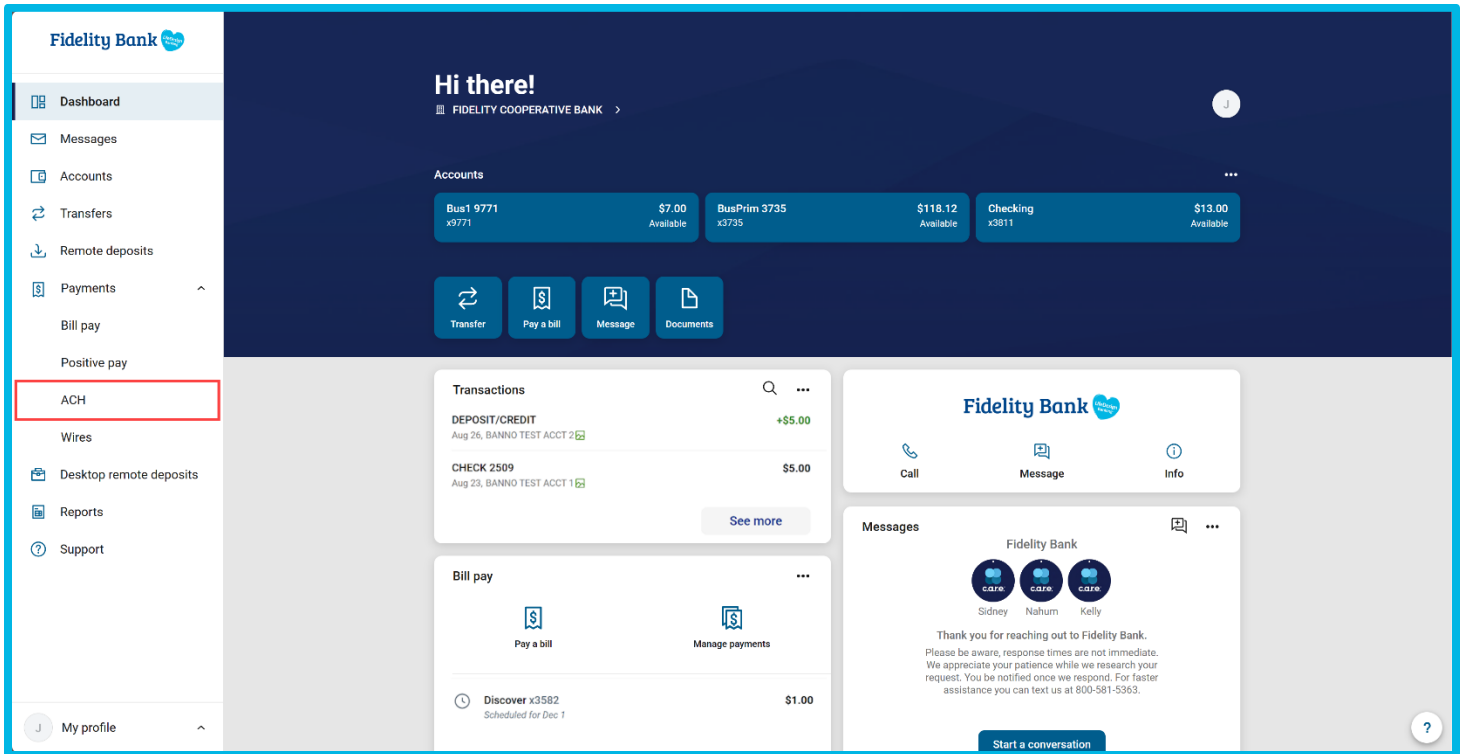 Fidelity Bank
Dashboard
Messages
Accounts
Transfers
Remote deposits
Payments
Bill pay
Positive pay
ACH
Wires
Desktop remote deposits
Reports
Support
J My profile
Hi there!
FIDELITY COOPERATIVE BANK
J
Accounts
Bus1 9771 $7.00
x9771 Available
BusPrim 3735 $118.12
x3735 Available
Checking $13.00
x3811 Available
Transfer
Pay a bill
Message
Documents
Transactions
DEPOSIT/CREDIT +$5.00
Aug 26, BANNO TEST ACCT 2
CHECK 2509 $5.00
Aug 23, BANNO TEST ACCT 1
See more
Bill pay
Pay a bill
Manage payments
Discover x3582 $1.00
Scheduled for Dec 1
Fidelity Bank
Call
Message
Info
Messages
Fidelity Bank
care care care
Sidney Nahum Kelly
Thank you for reaching out to Fidelity Bank.
Please be aware, response times are not immediate.
We appreciate your patience while we research your
request. You be notified once we respond. For faster
assistance you can text us at 800-581-5363.
Start a conversation
?